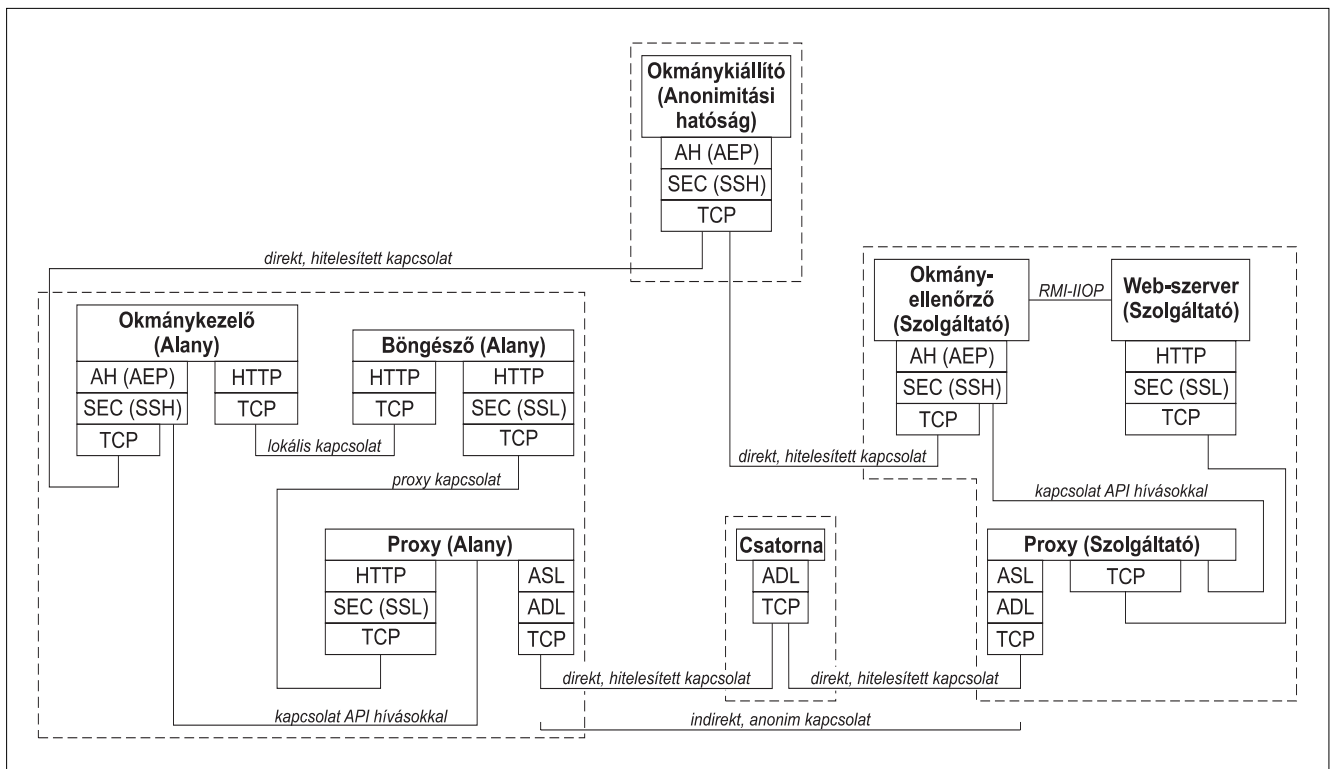 Okmánykiállító
(Anonimitási
hatóság)
AH (AEP)
SEC (SSH)
TCP
direkt, hitelesített kapcsolat
Okmány-
ellenőrző
(Szolgáltató)
RMI-IIOP
Web-szerver
(Szolgáltató)
AH (AEP)
SEC (SSH)
TCP
HTTP
SEC (SSL)
TCP
Okmánykezelő
(Alany)
AH (AEP)
SEC (SSH)
TCP
HTTP
TCP
Böngésző (Alany)
HTTP
TCP
HTTP
SEC (SSL)
TCP
lokális kapcsolat
direkt, hitelesített kapcsolat
proxy kapcsolat
kapcsolat API hívásokkal
Proxy (Alany)
HTTP
SEC (SSL)
TCP
ASL
ADL
TCP
Csatorna
ADL
TCP
Proxy (Szolgáltató)
ASL
ADL
TCP
TCP
direkt, hitelesített kapcsolat
direkt, hitelesített kapcsolat
kapcsolat API hívásokkal
indirekt, anonim kapcsolat